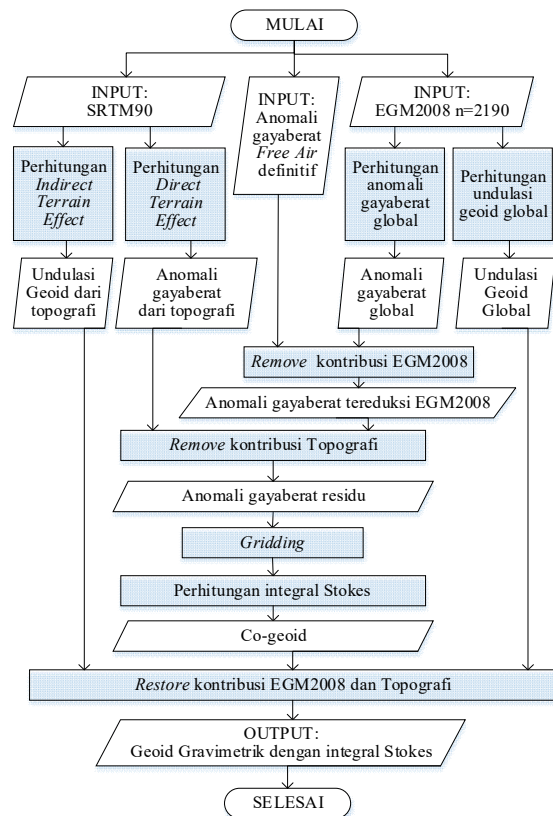 MULAI
INPUT:
SRTM90
INPUT:
Anomali
gayaberat
Free Air
definitif
INPUT:
EGM2008 n=2190
Perhitungan
Indirect
Terrain
Effect
Perhitungan
Direct
Terrain
Effect
Perhitungan
anomali
gayaberat
global
Perhitungan
undulasi
geoid global
Undulasi
Geoid dari
topografi
Anomali
gayaberat
dari topografi
Anomali
gayaberat
global
Undulasi
Geoid
Global
Remove kontribusi EGM2008
Anomali gayaberat tereduksi EGM2008
Remove kontribusi Topografi
Anomali gayaberat residu
Gridding
Perhitungan integral Stokes
Co-geoid
Restore kontribusi EGM2008 dan Topografi
OUTPUT:
Geoid Gravimetrik dengan integral Stokes
SELESAI